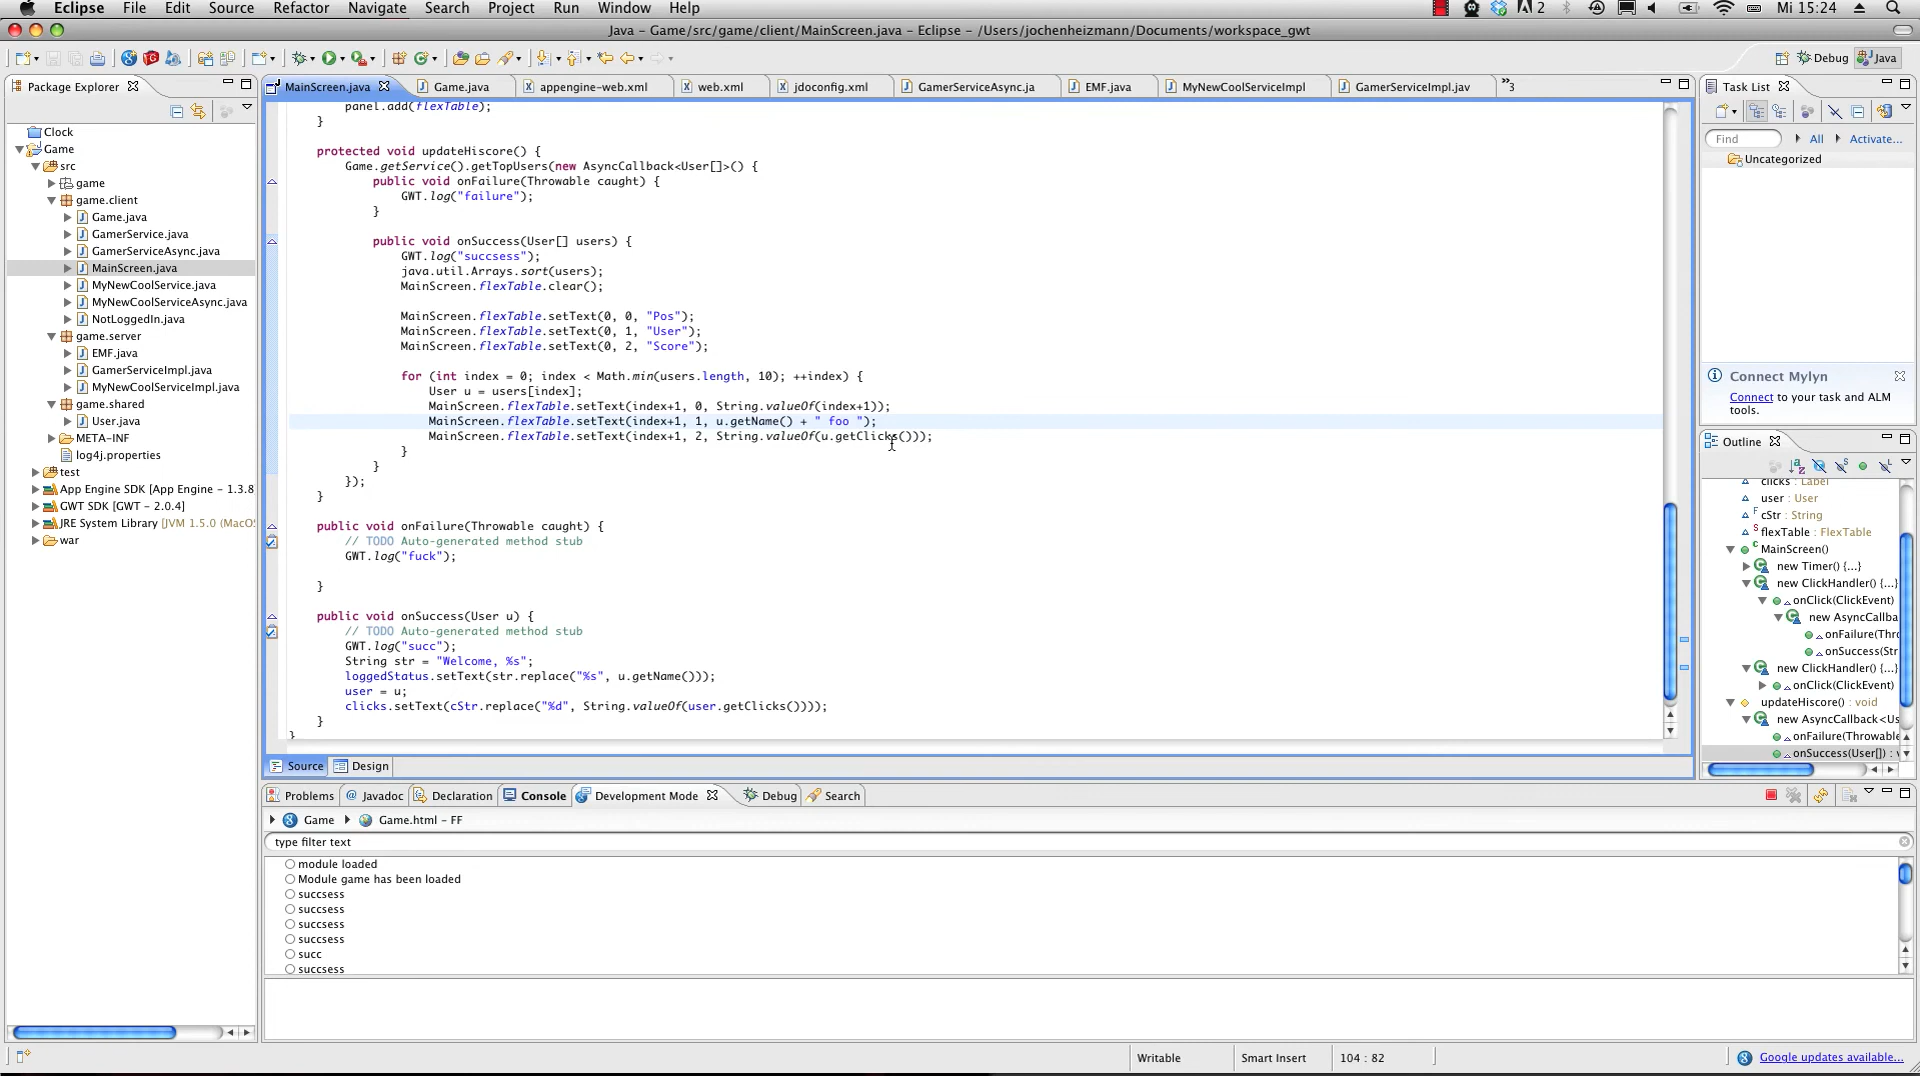 Eclipse File Edit Source Refactor Navigate Search Project Run Window Help 2 Mi 15:24
Java – Game/src/game/client/MainScreen.java – Eclipse – /Users/jochenheizmann/Documents/workspace_gwt
Debug Java
Package Explorer
MainScreen.java Game.java appengine-web.xml web.xml jdoconfig.xml GamerServiceAsync.ja EMF.java MyNewCoolServiceImpl GamerServiceImpl.jav »3
Clock
Game
src
game
game.client
Game.java
GamerService.java
GamerServiceAsync.java
MainScreen.java
MyNewCoolService.java
MyNewCoolServiceAsync.java
NotLoggedIn.java
game.server
EMF.java
GamerServiceImpl.java
MyNewCoolServiceImpl.java
game.shared
User.java
META-INF
log4j.properties
test
App Engine SDK [App Engine - 1.3.8
GWT SDK [GWT - 2.0.4]
JRE System Library [JVM 1.5.0 (MacOS
war
panel.add(flexTable);
}
protected void updateHiscore() {
Game.getService().getTopUsers(new AsyncCallback<User[]>() {
public void onFailure(Throwable caught) {
GWT.log("failure");
}
public void onSuccess(User[] users) {
GWT.log("succsess");
java.util.Arrays.sort(users);
MainScreen.flexTable.clear();
MainScreen.flexTable.setText(0, 0, "Pos");
MainScreen.flexTable.setText(0, 1, "User");
MainScreen.flexTable.setText(0, 2, "Score");
for (int index = 0; index < Math.min(users.length, 10); ++index) {
User u = users[index];
MainScreen.flexTable.setText(index+1, 0, String.valueOf(index+1));
MainScreen.flexTable.setText(index+1, 1, u.getName() + " foo ");
MainScreen.flexTable.setText(index+1, 2, String.valueOf(u.getClicks()));
}
}
});
}
public void onFailure(Throwable caught) {
// TODO Auto-generated method stub
GWT.log("fuck");
}
public void onSuccess(User u) {
// TODO Auto-generated method stub
GWT.log("succ");
String str = "Welcome, %s";
loggedStatus.setText(str.replace("%s", u.getName()));
user = u;
clicks.setText(cStr.replace("%d", String.valueOf(user.getClicks())));
}
}
Source Design
Problems Javadoc Declaration Console Development Mode Debug Search
Game Game.html - FF
type filter text
module loaded
Module game has been loaded
succsess
succsess
succsess
succsess
succ
succsess
Task List
Find All Activate...
Uncategorized
Connect Mylyn
Connect to your task and ALM
tools.
Outline
clicks : Label
user : User
cStr : String
flexTable : FlexTable
MainScreen()
new Timer() {...}
new ClickHandler() {...}
onClick(ClickEvent)
new AsyncCallba
onFailure(Thro
onSuccess(Str
new ClickHandler() {...}
onClick(ClickEvent)
updateHiscore() : void
new AsyncCallback<Us
onFailure(Throwable
onSuccess(User[]) : v
Writable Smart Insert 104 : 82 Google updates available...